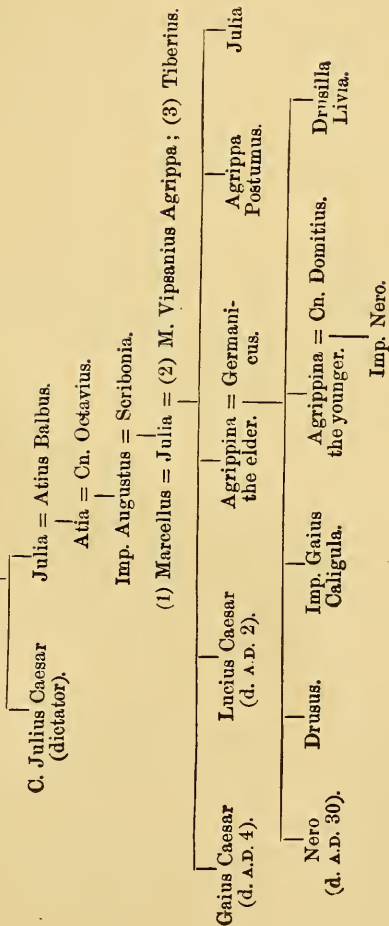 C. Julius Caesar Julia = Atius Balbus.
(dictator).
Atia = Cn. Octavius.
Imp. Augustus = Scribonia.
(1) Marcellus = Julia = (2) M. Vipsanius Agrippa; (3) Tiberius.
Gaius Caesar Lucius Caesar Agrippina = Germani- Agrippa Julia
(d. A.D. 4). (d. A.D. 2). the elder. cus. Postumus.
Nero Drusus. Imp. Gaius Agrippina = Cn. Domitius. Drusilla
(d. A.D. 30). Caligula. the younger. Livia.
Imp. Nero.